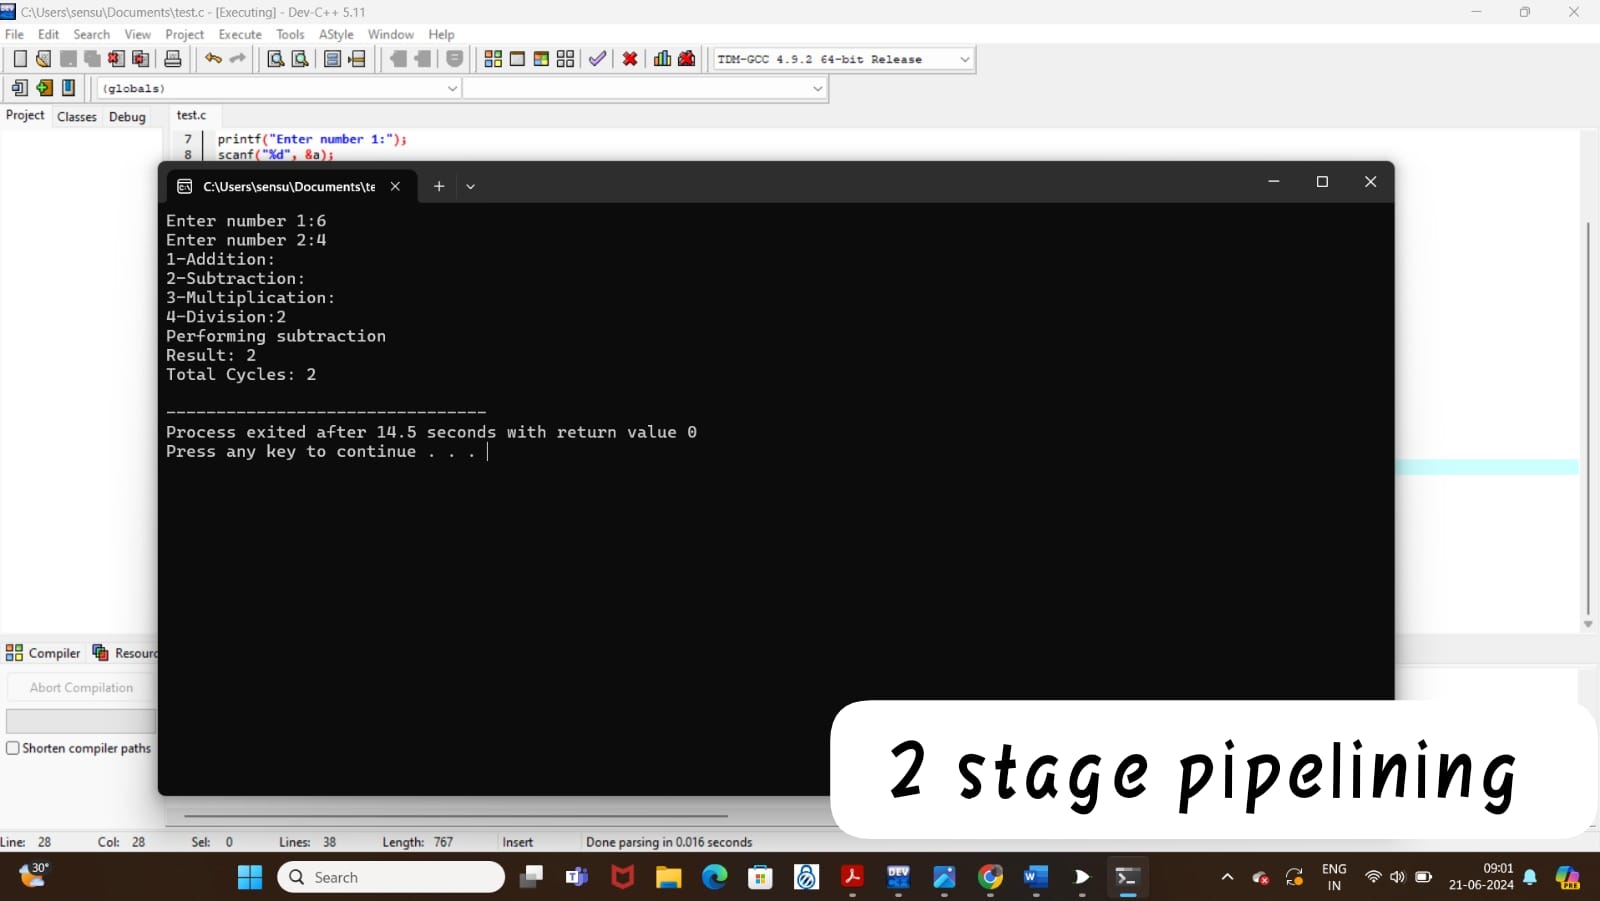 C:\Users\sensu\Documents\test.c - [Executing] - Dev-C++ 5.11
File Edit Search View Project Execute Tools AStyle Window Help
TDM-GCC 4.9.2 64-bit Release
(globals)
Project Classes Debug test.c
7 printf("Enter number 1:");
8 scanf("%d", &a);
C:\Users\sensu\Documents\te
Enter number 1:6
Enter number 2:4
1-Addition:
2-Subtraction:
3-Multiplication:
4-Division:2
Performing subtraction
Result: 2
Total Cycles: 2
--------------------------------
Process exited after 14.5 seconds with return value 0
Press any key to continue . . .
Compiler Resourc
Abort Compilation
Shorten compiler paths
2 stage pipelining
Line: 28 Col: 28 Sel: 0 Lines: 38 Length: 767 Insert Done parsing in 0.016 seconds
30°
Search
DEV
ENG
IN
09:01
21-06-2024
PRE